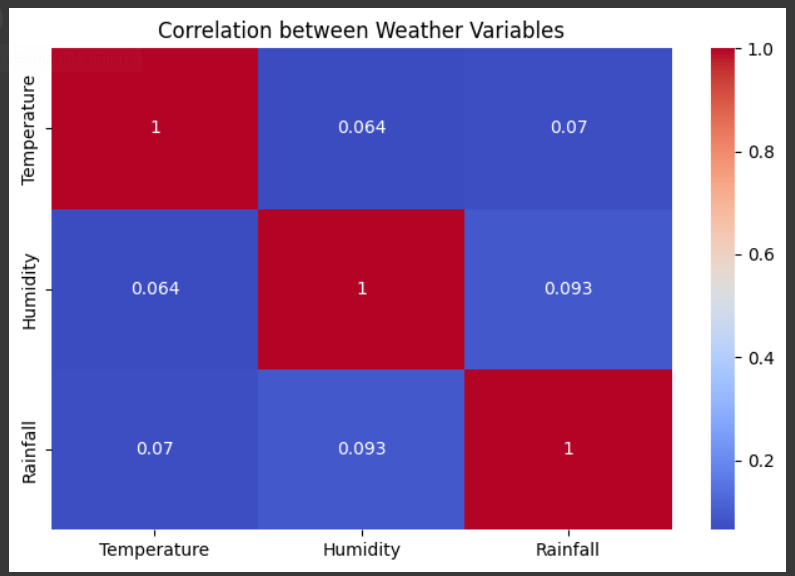 Correlation between Weather Variables
Temperature
1
0.064
0.07
Humidity
0.064
1
0.093
Rainfall
0.07
0.093
1
Temperature
Humidity
Rainfall
1.0
0.8
0.6
0.4
0.2